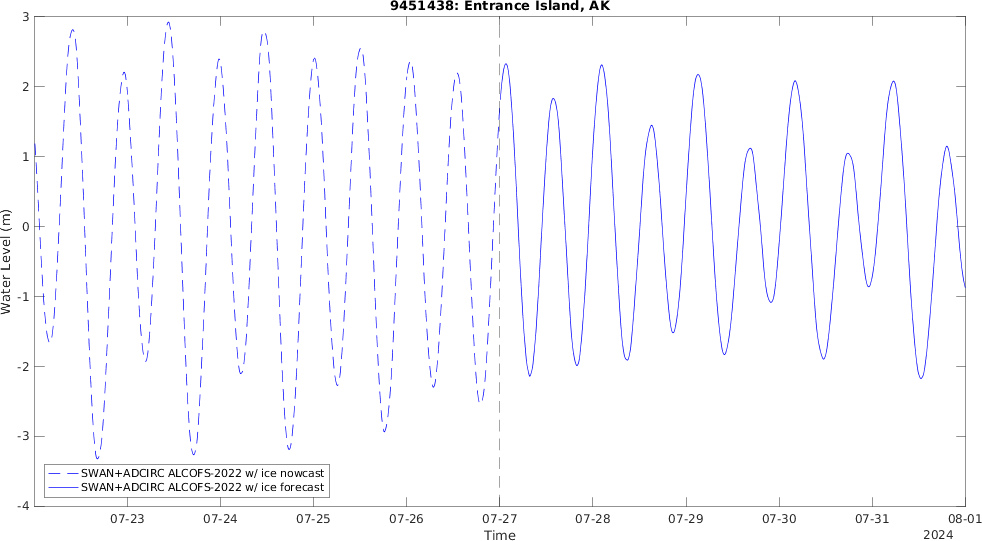 9451438: Entrance Island, AK
3
2
1
0
-1
-2
-3
-4
Water Level (m)
SWAN+ADCIRC ALCOFS-2022 w/ ice nowcast
SWAN+ADCIRC ALCOFS-2022 w/ ice forecast
07-23 07-24 07-25 07-26 07-27 07-28 07-29 07-30 07-31 08-01
Time
2024